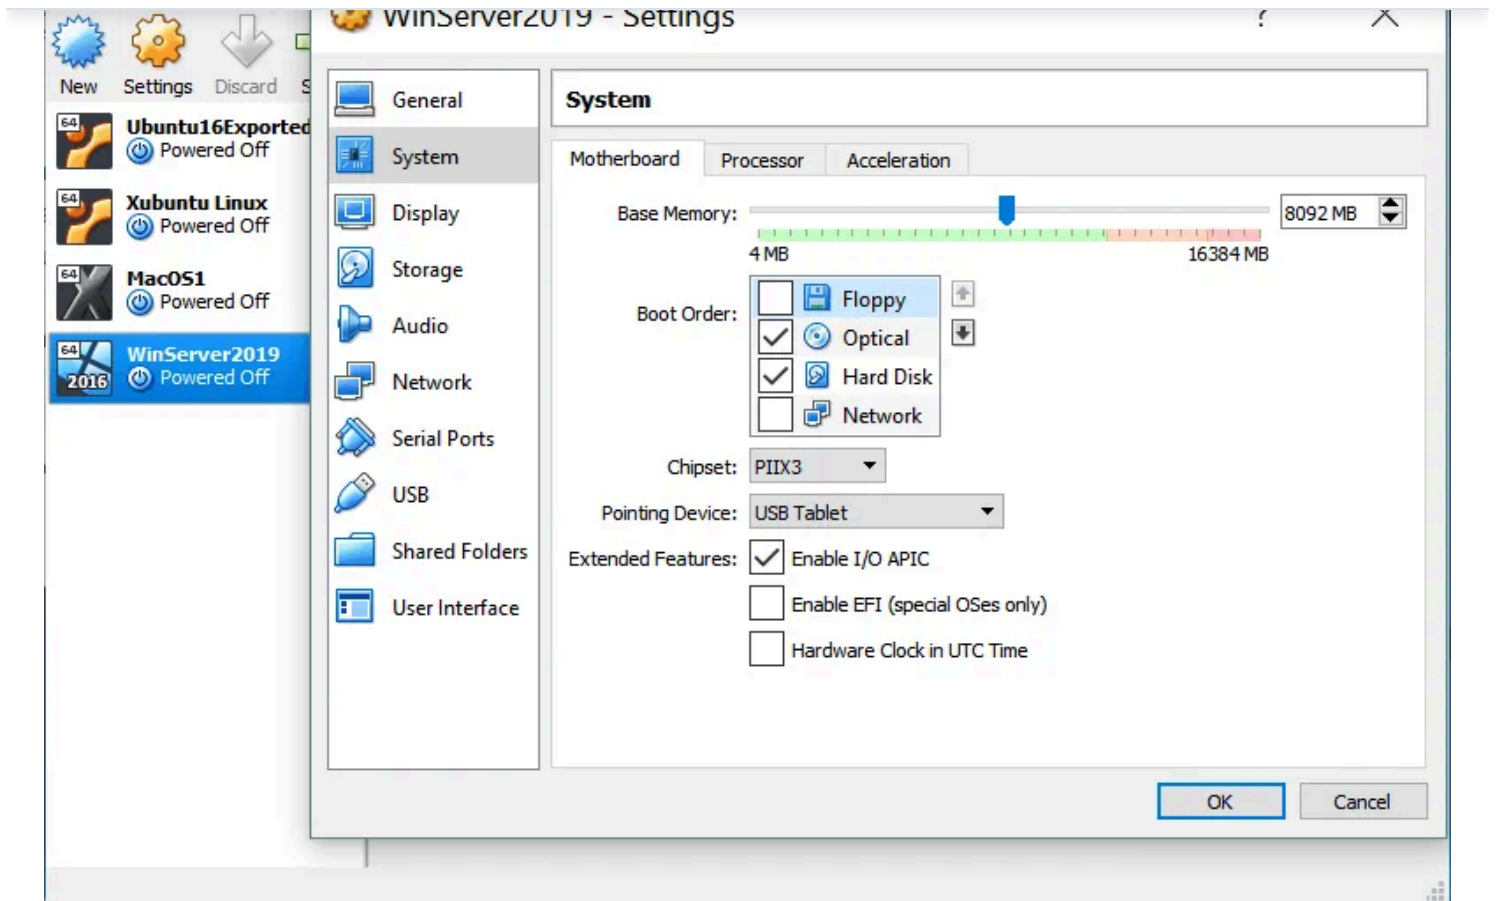 WinServer2019 - Settings
?
New Settings Discard S
Ubuntu16Exported
Powered Off
Xubuntu Linux
Powered Off
MacOS1
Powered Off
WinServer2019
Powered Off
64
64
64
64
2016
General
System
Display
Storage
Audio
Network
Serial Ports
USB
Shared Folders
User Interface
System
Motherboard Processor Acceleration
Base Memory: 8092 MB
4 MB 16384 MB
Boot Order:
Floppy
Optical
Hard Disk
Network
Chipset: PIIX3
Pointing Device: USB Tablet
Extended Features: Enable I/O APIC
Enable EFI (special OSes only)
Hardware Clock in UTC Time
OK Cancel